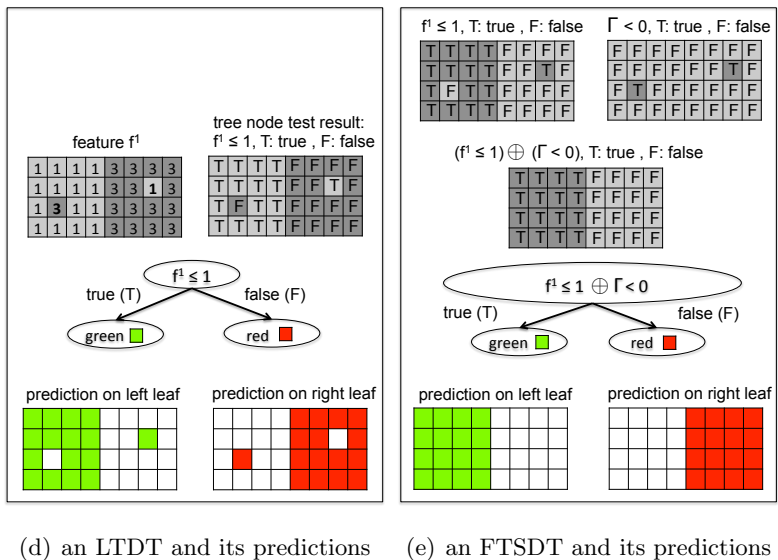 feature f¹
1 1 1 1 3 3 3 3
1 1 1 1 3 3 1 3
1 3 1 1 3 3 3 3
1 1 1 1 3 3 3 3
tree node test result:
f¹ ≤ 1, T: true , F: false
T T T T F F F F
T T T T F F T F
T F T T F F F F
T T T T F F F F
f¹ ≤ 1
true (T)
false (F)
green
red
prediction on left leaf
prediction on right leaf
(d) an LTDT and its predictions
f¹ ≤ 1, T: true , F: false
T T T T F F F F
T T T T F F T F
T F T T F F F F
T T T T F F F F
Γ < 0, T: true , F: false
F F F F F F F F
F F F F F F T F
F T F F F F F F
F F F F F F F F
(f¹ ≤ 1) ⊕ (Γ < 0), T: true , F: false
T T T T F F F F
T T T T F F F F
T T T T F F F F
T T T T F F F F
f¹ ≤ 1 ⊕ Γ < 0
true (T)
false (F)
green
red
prediction on left leaf
prediction on right leaf
(e) an FTSDT and its predictions